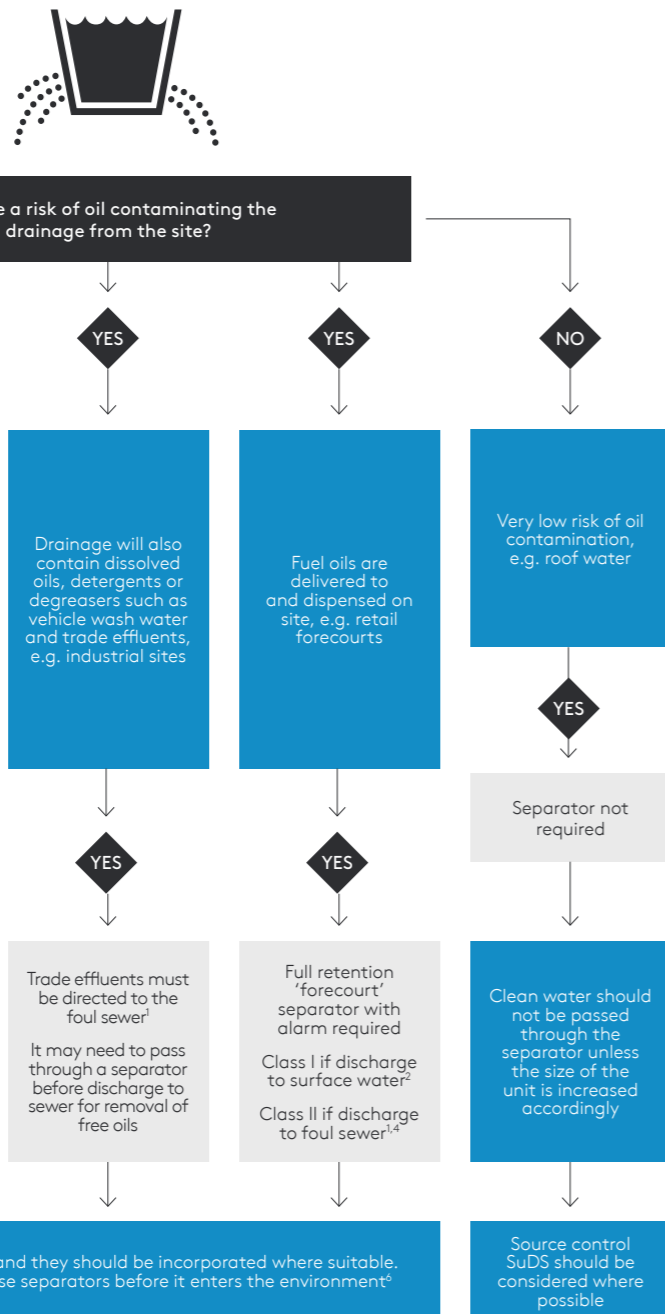 e a risk of oil contaminating the
drainage from the site?
YES
YES
NO
Drainage will also
contain dissolved
oils, detergents or
degreasers such as
vehicle wash water
and trade effluents,
e.g. industrial sites
Fuel oils are
delivered to
and dispensed on
site, e.g. retail
forecourts
Very low risk of oil
contamination,
e.g. roof water
YES
Separator not
required
YES
YES
Trade effluents must
be directed to the
foul sewer¹
It may need to pass
through a separator
before discharge to
sewer for removal of
free oils
Full retention
‘forecourt’
separator with
alarm required
Class I if discharge
to surface water²
Class II if discharge
to foul sewer¹,⁴
Clean water should
not be passed
through the
separator unless
the size of the
unit is increased
accordingly
and they should be incorporated where suitable.
se separators before it enters the environment⁶
Source control
SuDS should be
considered where
possible